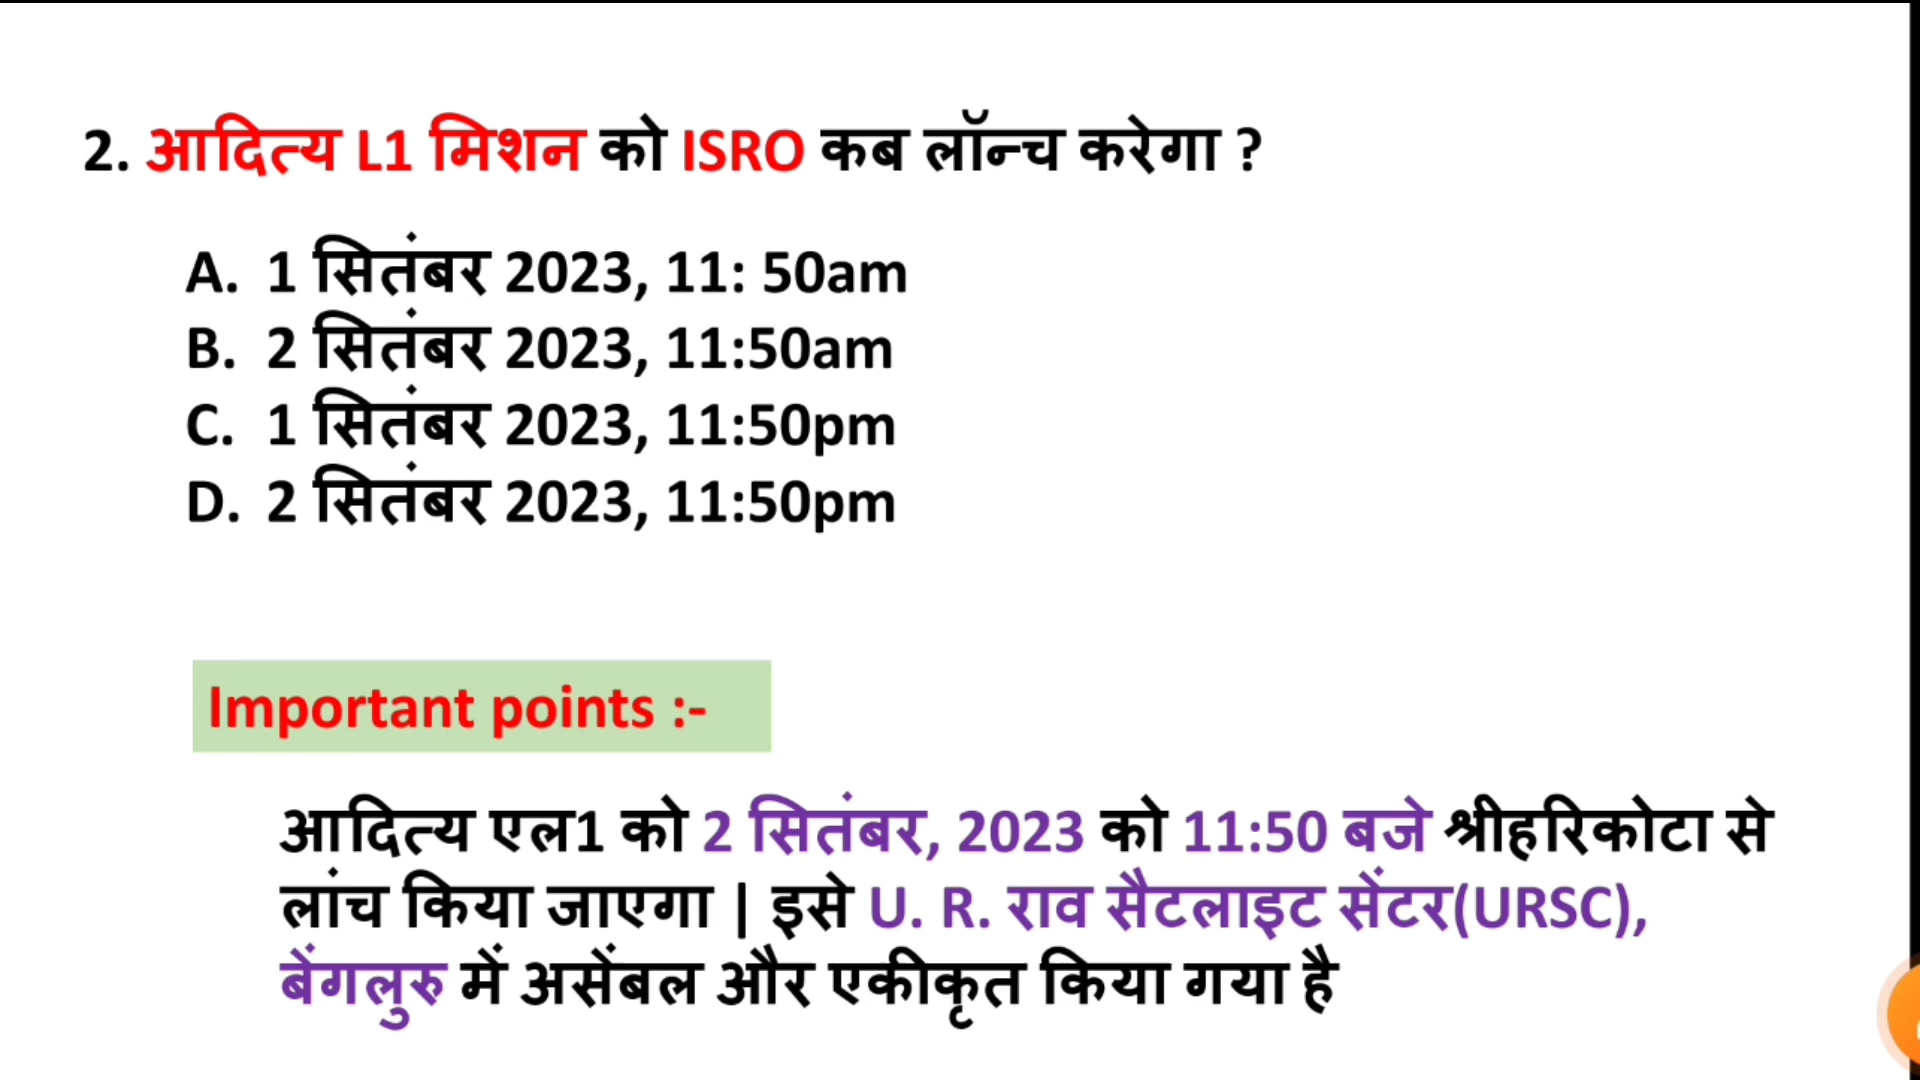 2. आदित्य L1 मिशन को ISRO कब लॉन्च करेगा ?
A. 1 सितंबर 2023, 11: 50am
B. 2 सितंबर 2023, 11:50am
C. 1 सितंबर 2023, 11:50pm
D. 2 सितंबर 2023, 11:50pm
Important points :-
आदित्य एल1 को 2 सितंबर, 2023 को 11:50 बजे श्रीहरिकोटा से
लांच किया जाएगा | इसे U. R. राव सैटलाइट सेंटर(URSC),
बेंगलुरु में असेंबल और एकीकृत किया गया है